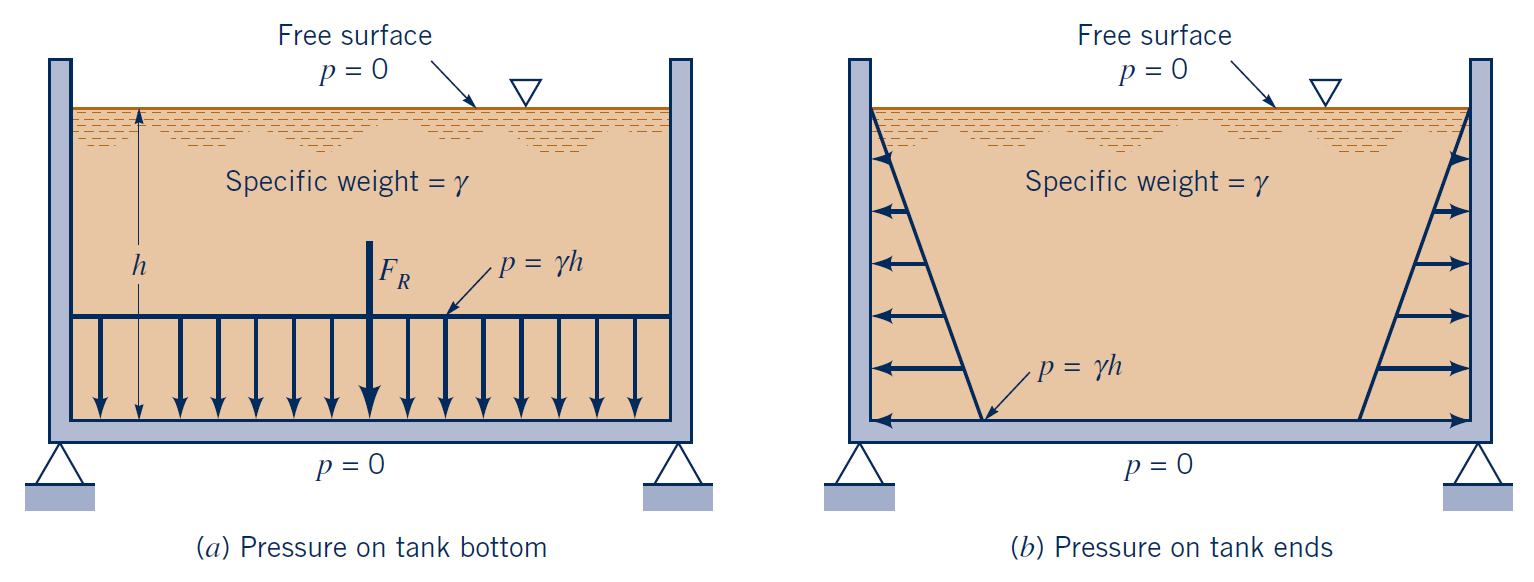 Free surface
p = 0
Specific weight = γ
h
F_R
p = γh
p = 0
(a) Pressure on tank bottom
Free surface
p = 0
Specific weight = γ
p = γh
p = 0
(b) Pressure on tank ends